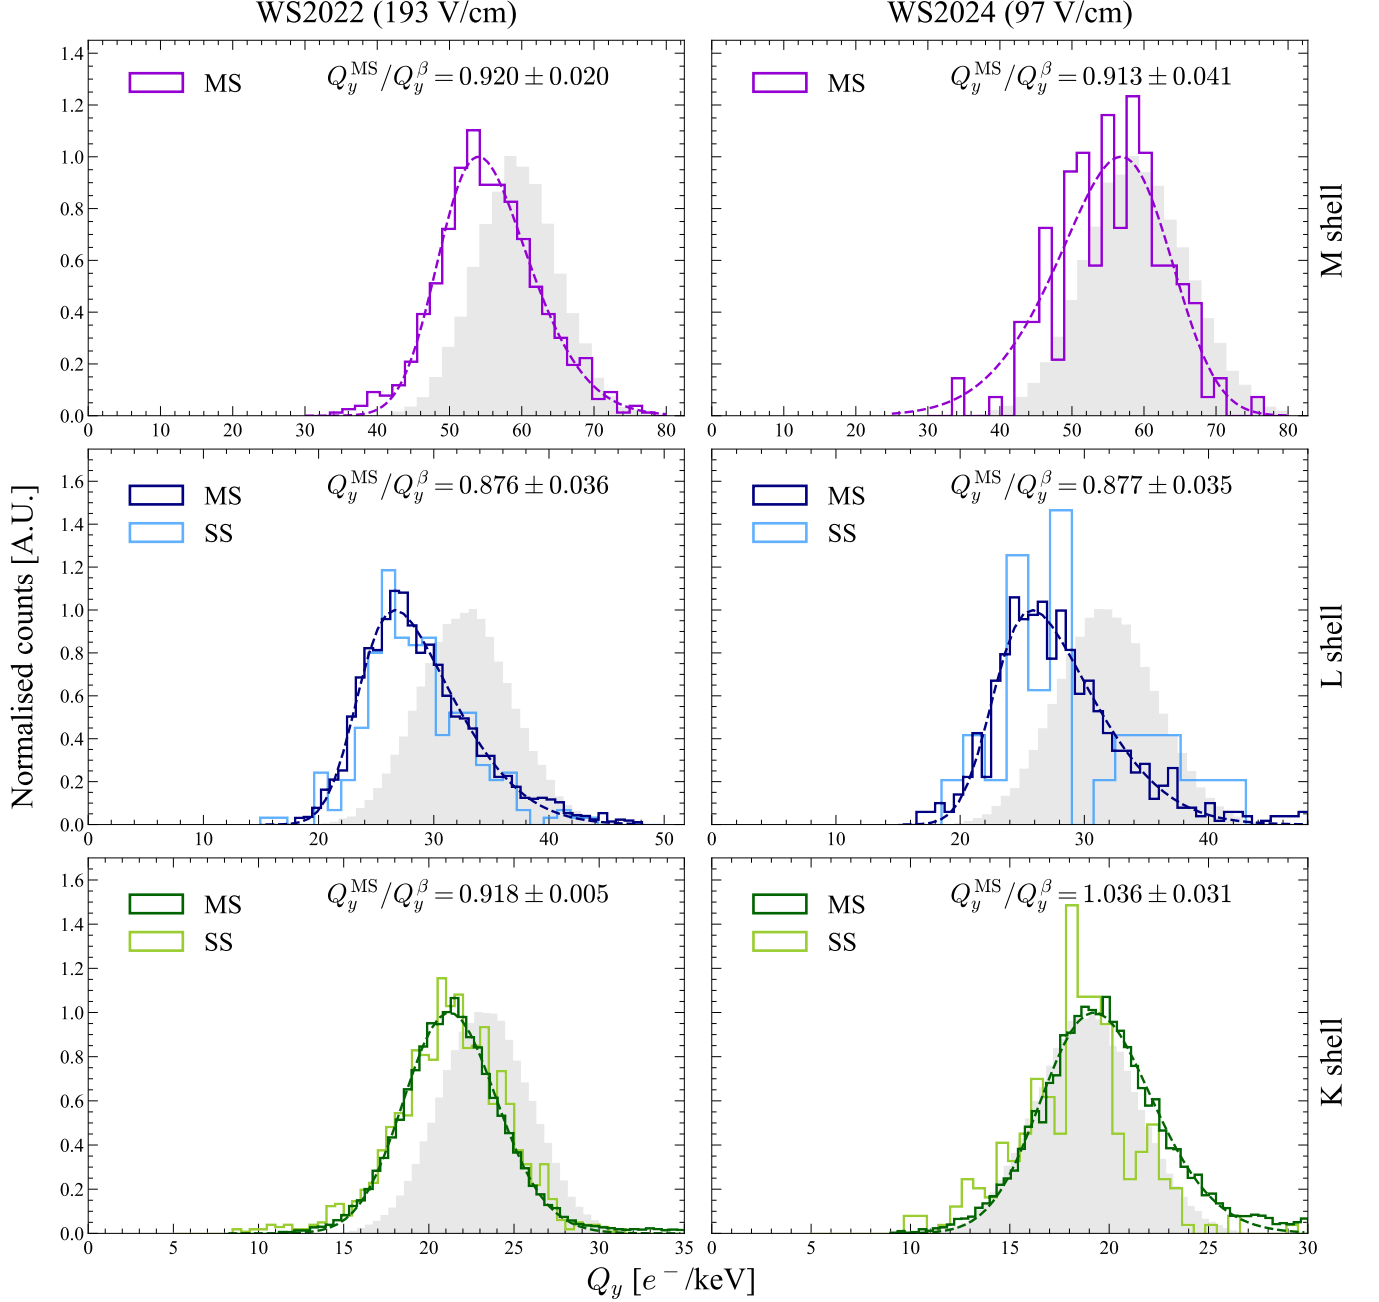 WS2022 (193 V/cm)
WS2024 (97 V/cm)
MS
Q_y^MS/Q_y^β = 0.920 ± 0.020
1.4
1.2
1.0
0.8
0.6
0.4
0.2
0.0
0 10 20 30 40 50 60 70 80
MS
Q_y^MS/Q_y^β = 0.913 ± 0.041
0 10 20 30 40 50 60 70 80
M shell
MS
SS
Q_y^MS/Q_y^β = 0.876 ± 0.036
1.6
1.4
1.2
1.0
0.8
0.6
0.4
0.2
0.0
0 10 20 30 40 50
MS
SS
Q_y^MS/Q_y^β = 0.877 ± 0.035
0 10 20 30 40
L shell
Normalised counts [A.U.]
MS
SS
Q_y^MS/Q_y^β = 0.918 ± 0.005
1.6
1.4
1.2
1.0
0.8
0.6
0.4
0.2
0.0
0 5 10 15 20 25 30 35
MS
SS
Q_y^MS/Q_y^β = 1.036 ± 0.031
0 5 10 15 20 25 30
K shell
Q_y [e⁻/keV]